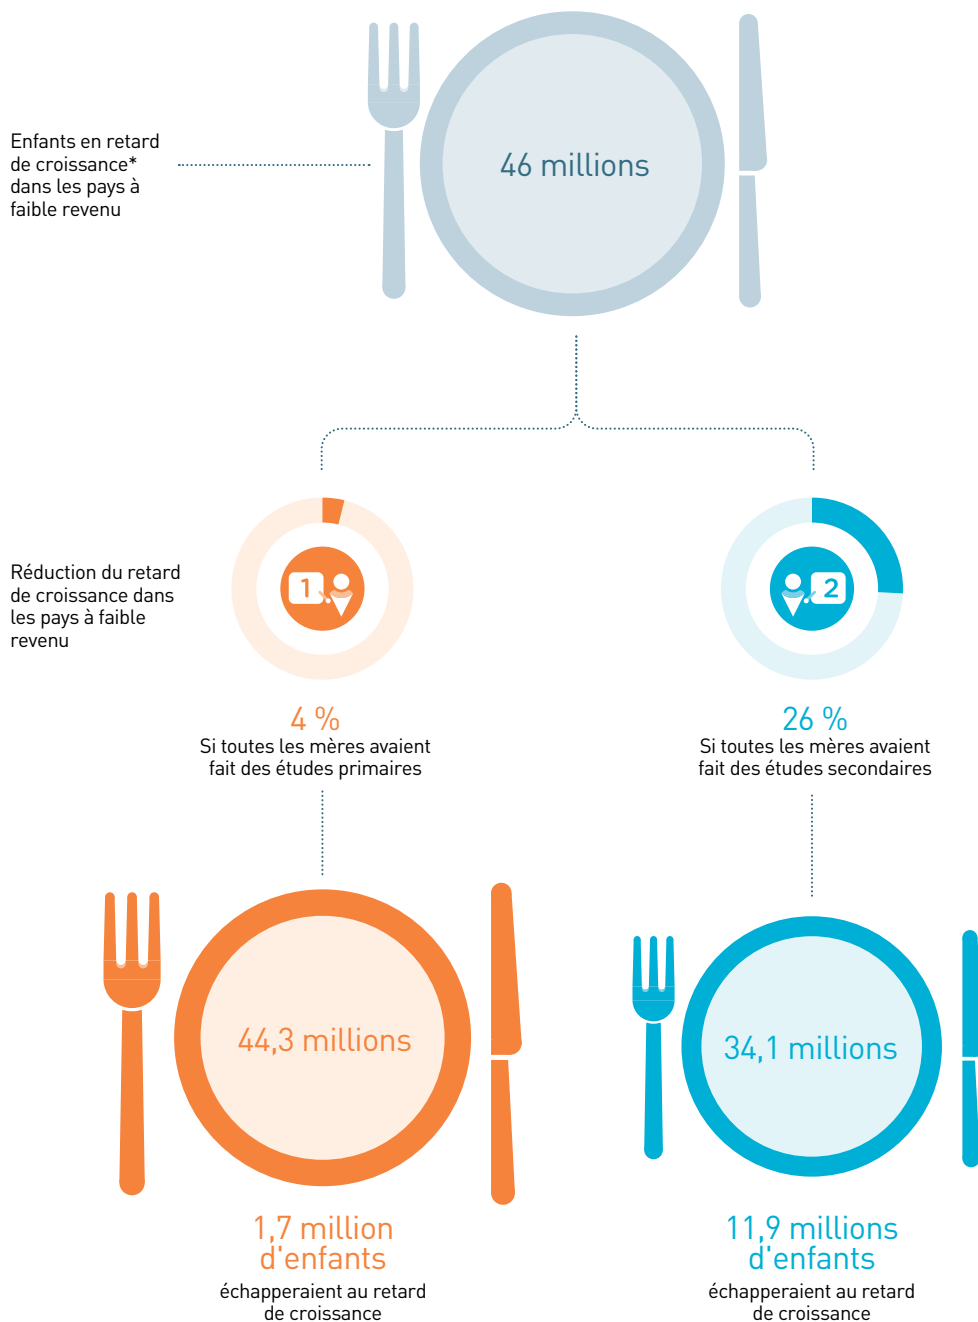 Enfants en retard
de croissance*
dans les pays à
faible revenu
46 millions
Réduction du retard
de croissance dans
les pays à faible
revenu
1
2
4 %
Si toutes les mères avaient
fait des études primaires
26 %
Si toutes les mères avaient
fait des études secondaires
44,3 millions
34,1 millions
1,7 million
d'enfants
échapperaient au retard
de croissance
11,9 millions
d'enfants
échapperaient au retard
de croissance